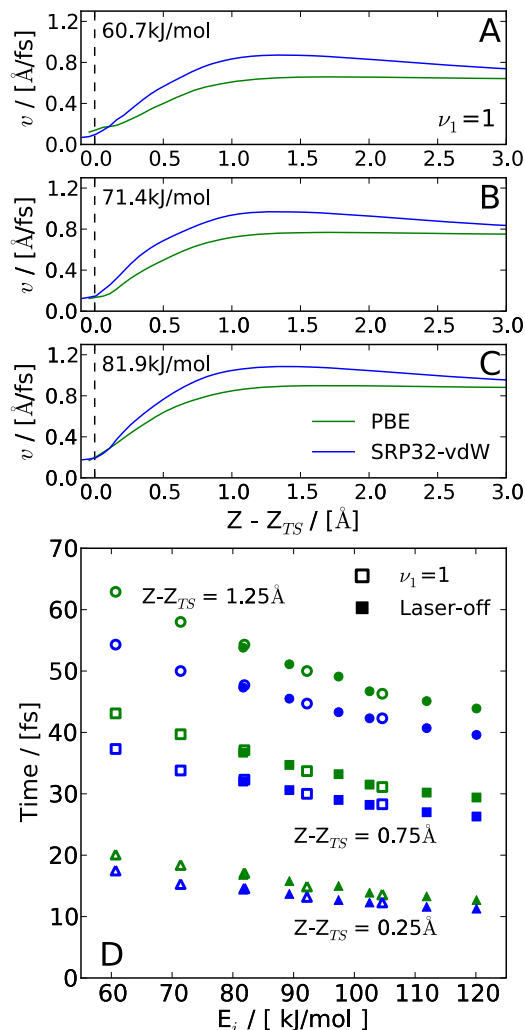 60.7kJ/mol
A
1.2
0.8
0.4
0.0
v / [Å/fs]
ν₁=1
0.0 0.5 1.0 1.5 2.0 2.5 3.0
71.4kJ/mol
B
1.2
0.8
0.4
0.0
v / [Å/fs]
0.0 0.5 1.0 1.5 2.0 2.5 3.0
81.9kJ/mol
C
1.2
0.8
0.4
0.0
v / [Å/fs]
PBE
SRP32-vdW
0.0 0.5 1.0 1.5 2.0 2.5 3.0
Z - Z_TS / [Å]
70
60
50
40
30
20
10
0
Time / [fs]
Z-Z_TS = 1.25Å
ν₁=1
Laser-off
Z-Z_TS = 0.75Å
Z-Z_TS = 0.25Å
D
60 70 80 90 100 110 120
E_i / [ kJ/mol]